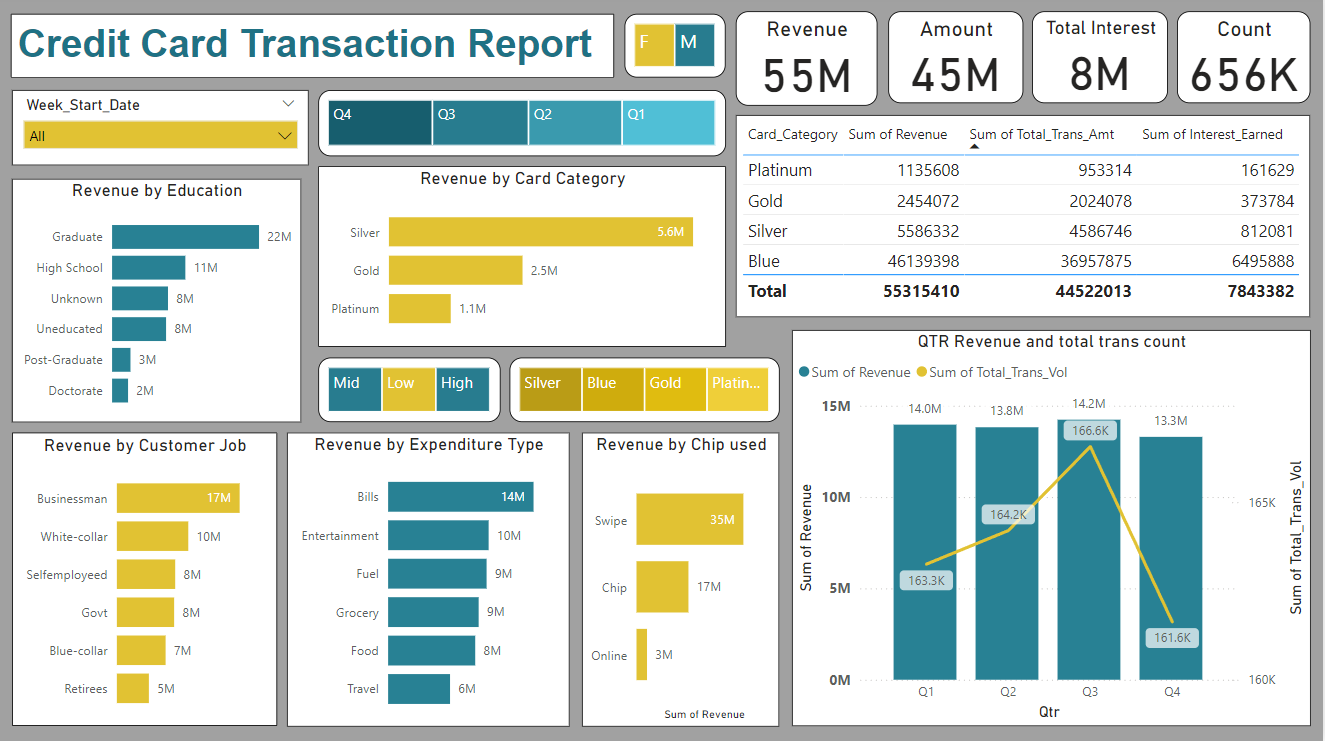 Credit Card Transaction Report
F M
Revenue
55M
Amount
45M
Total Interest
8M
Count
656K
Week_Start_Date
All
Q4 Q3 Q2 Q1
Card_Category Sum of Revenue Sum of Total_Trans_Amt Sum of Interest_Earned
Platinum 1135608 953314 161629
Gold 2454072 2024078 373784
Silver 5586332 4586746 812081
Blue 46139398 36957875 6495888
Total 55315410 44522013 7843382
Revenue by Education
Graduate 22M
High School 11M
Unknown 8M
Uneducated 8M
Post-Graduate 3M
Doctorate 2M
Revenue by Card Category
Silver 5.6M
Gold 2.5M
Platinum 1.1M
Mid Low High
Silver Blue Gold Platin...
QTR Revenue and total trans count
Sum of Revenue Sum of Total_Trans_Vol
15M
10M
5M
0M
Sum of Revenue
14.0M 13.8M 14.2M 13.3M
163.3K 164.2K 166.6K 161.6K
165K
160K
Sum of Total_Trans_Vol
Q1 Q2 Q3 Q4
Qtr
Revenue by Customer Job
Businessman 17M
White-collar 10M
Selfemployeed 8M
Govt 8M
Blue-collar 7M
Retirees 5M
Revenue by Expenditure Type
Bills 14M
Entertainment 10M
Fuel 9M
Grocery 9M
Food 8M
Travel 6M
Revenue by Chip used
Swipe 35M
Chip 17M
Online 3M
Sum of Revenue